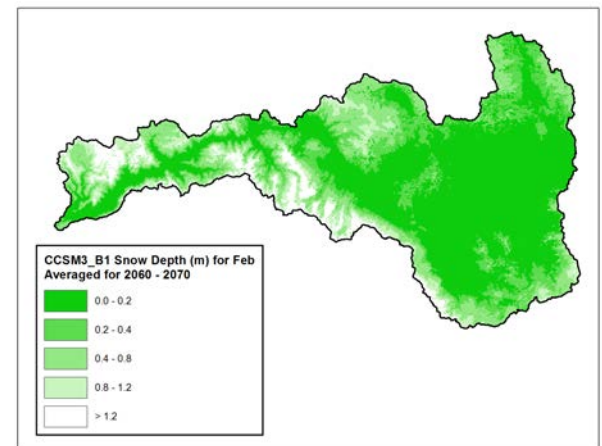 CCSM3_B1 Snow Depth (m) for Feb
Averaged for 2060 - 2070
0.0 - 0.2
0.2 - 0.4
0.4 - 0.8
0.8 - 1.2
> 1.2